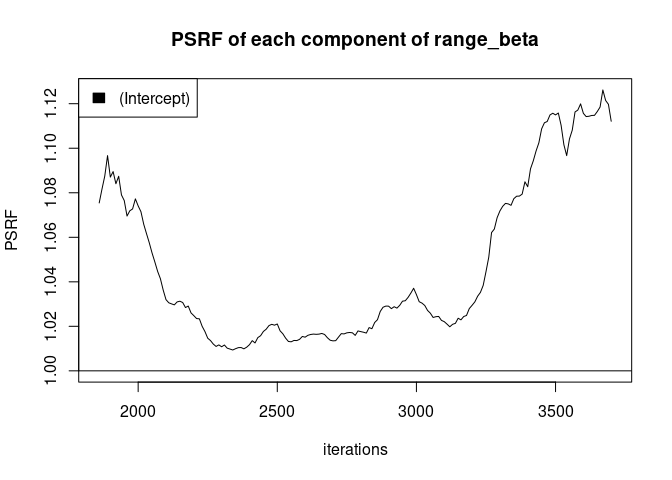 PSRF of each component of range_beta
(Intercept)
PSRF
1.12
1.10
1.08
1.06
1.04
1.02
1.00
2000 2500 3000 3500
iterations